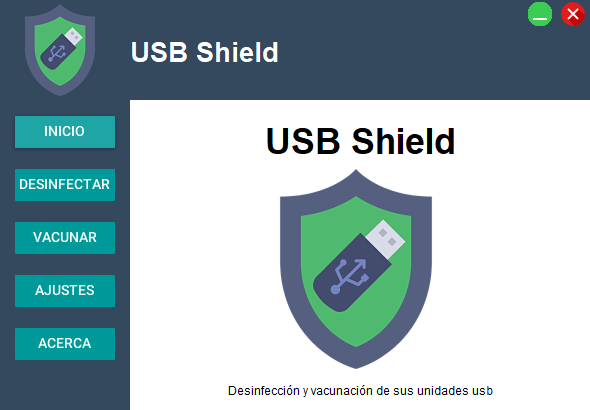 USB Shield
INICIO
DESINFECTAR
VACUNAR
AJUSTES
ACERCA
USB Shield
Desinfección y vacunación de sus unidades usb